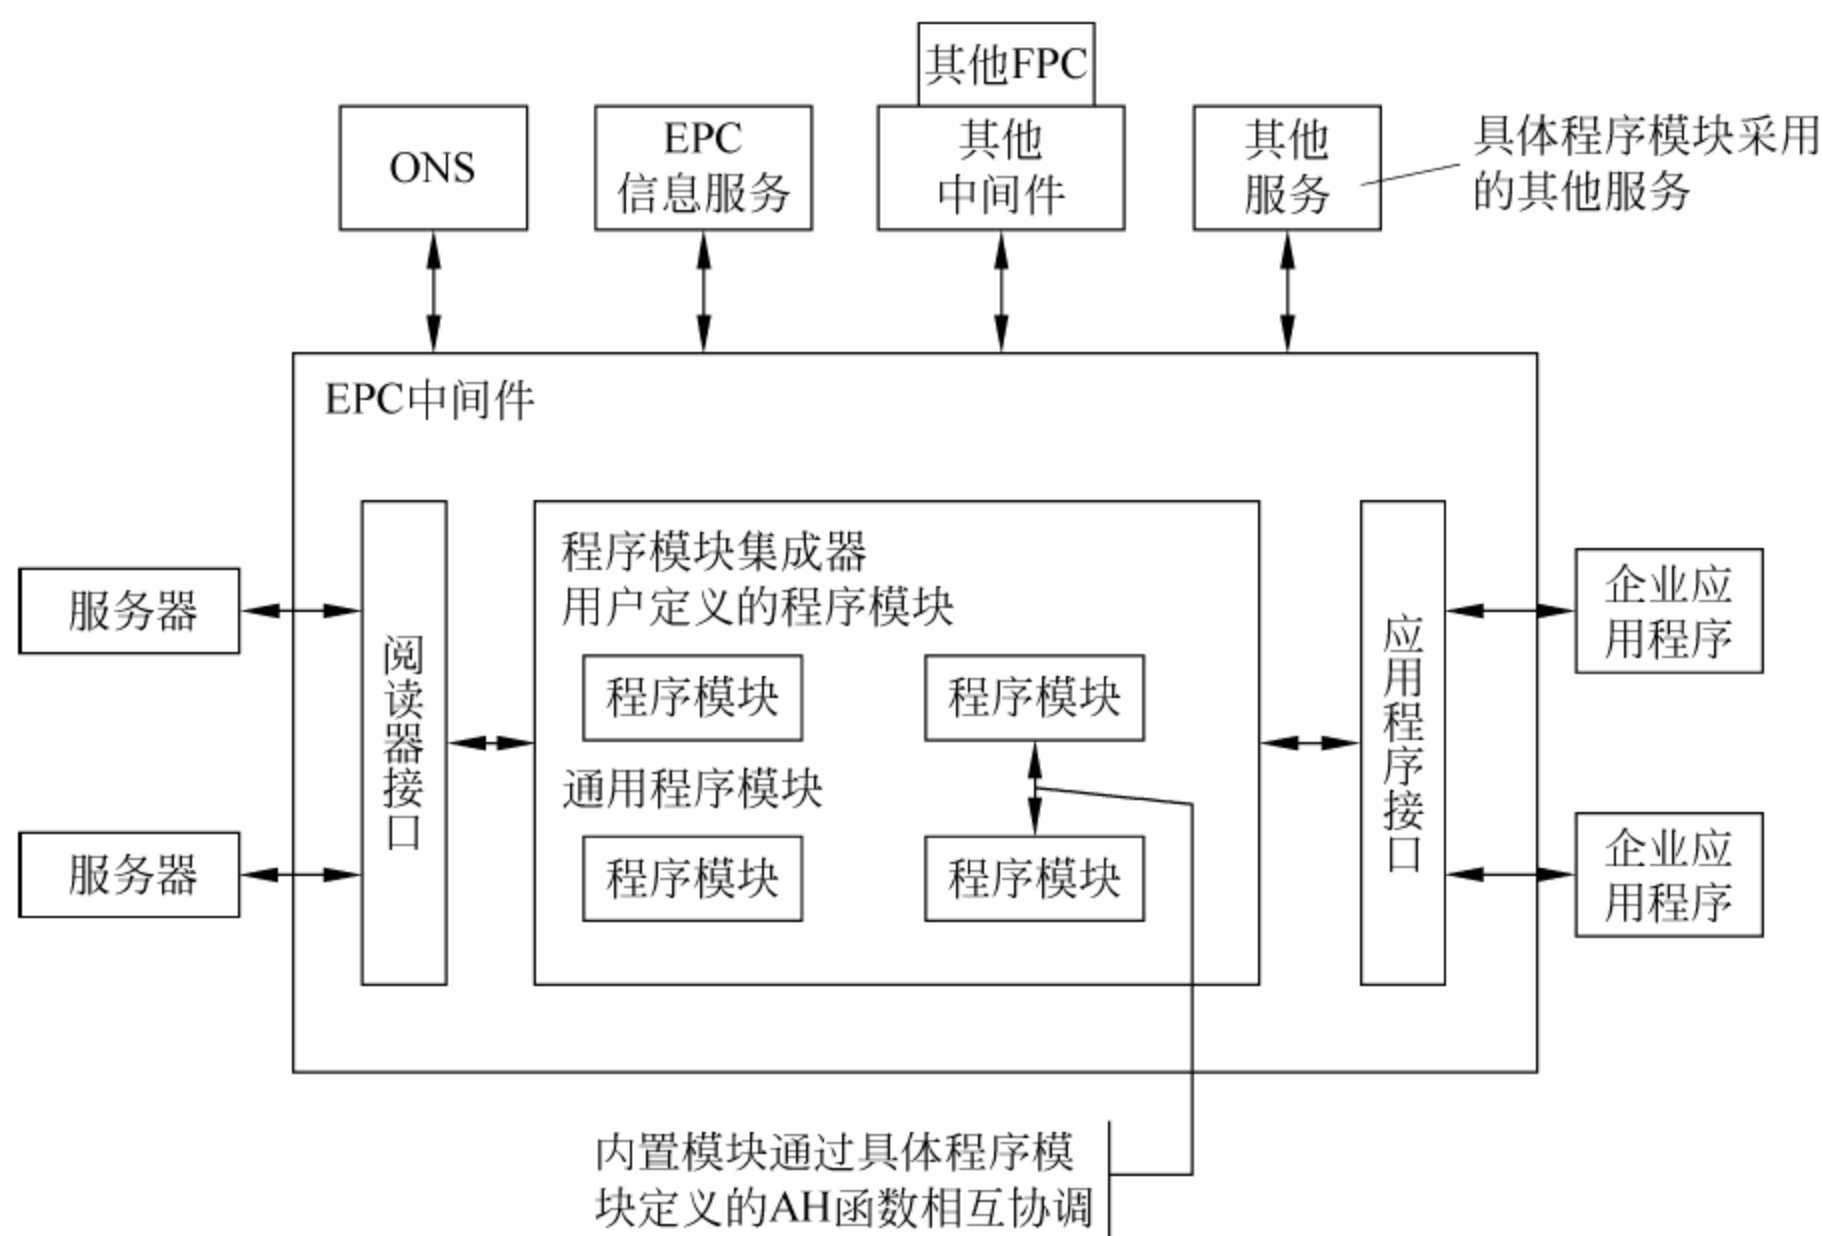 其他FPC
ONS
EPC
信息服务
其他
中间件
其他
服务
具体程序模块采用
的其他服务
EPC中间件
服务器
服务器
阅读器接口
程序模块集成器
用户定义的程序模块
程序模块
程序模块
通用程序模块
程序模块
程序模块
应用程序接口
企业应
用程序
企业应
用程序
内置模块通过具体程序模
块定义的AH函数相互协调